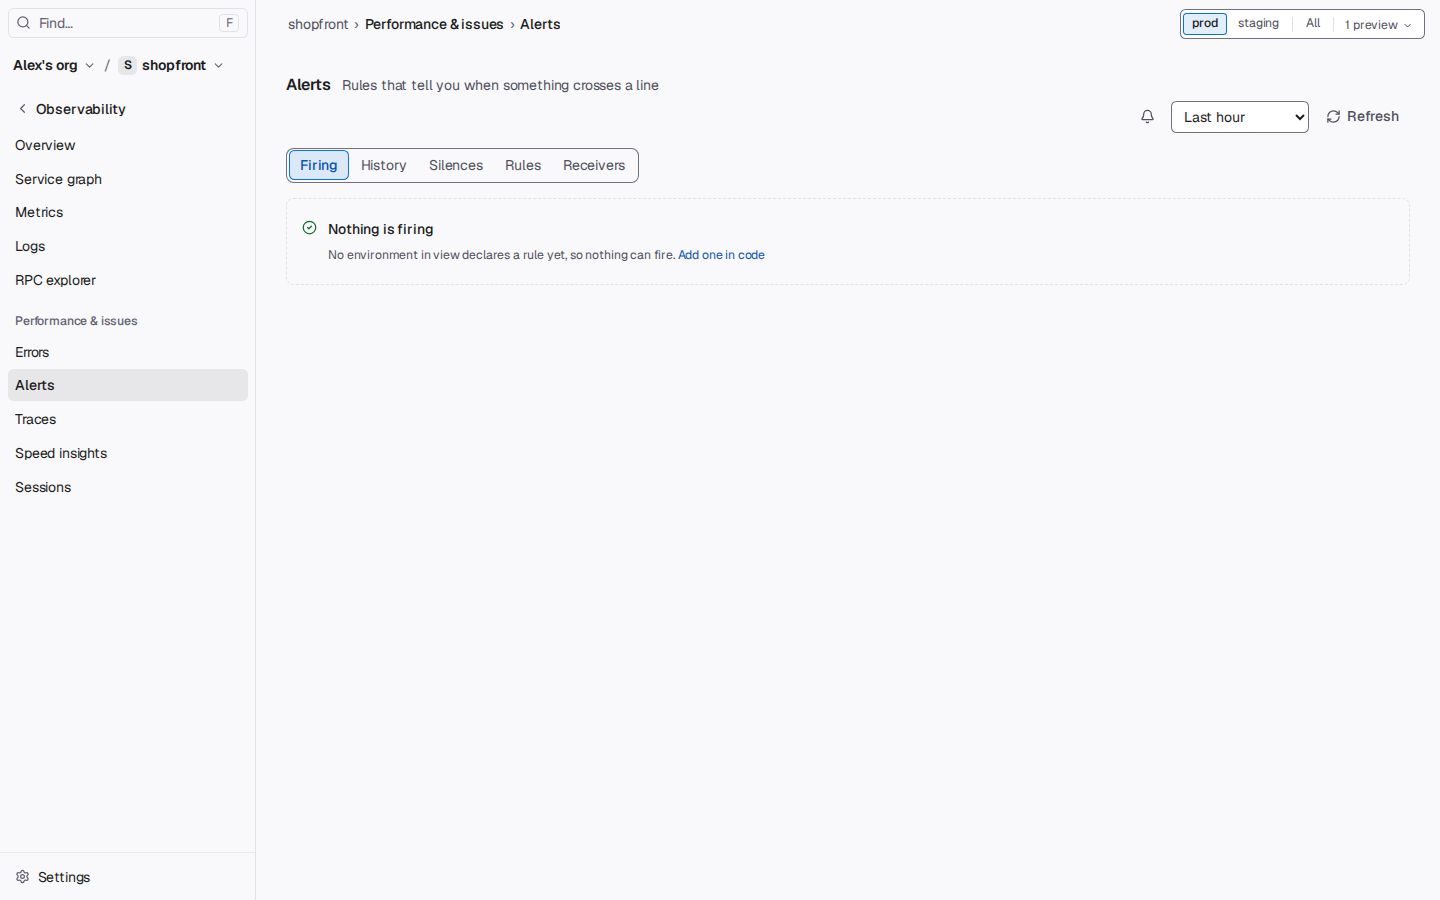 Find...
F
Alex's org / S shopfront
Observability
Overview
Service graph
Metrics
Logs
RPC explorer
Performance & issues
Errors
Alerts
Traces
Speed insights
Sessions
Settings
shopfront › Performance & issues › Alerts
prod staging All 1 preview
Alerts Rules that tell you when something crosses a line
Last hour Refresh
Firing History Silences Rules Receivers
Nothing is firing
No environment in view declares a rule yet, so nothing can fire. Add one in code